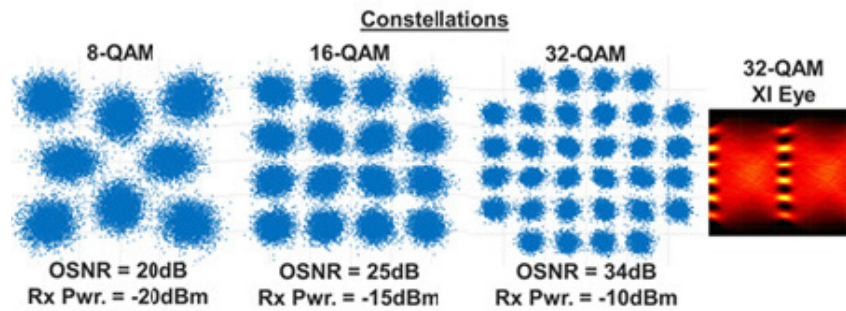 Constellations
8-QAM
16-QAM
32-QAM
32-QAM
XI Eye
OSNR = 20dB
Rx Pwr. = -20dBm
OSNR = 25dB
Rx Pwr. = -15dBm
OSNR = 34dB
Rx Pwr. = -10dBm